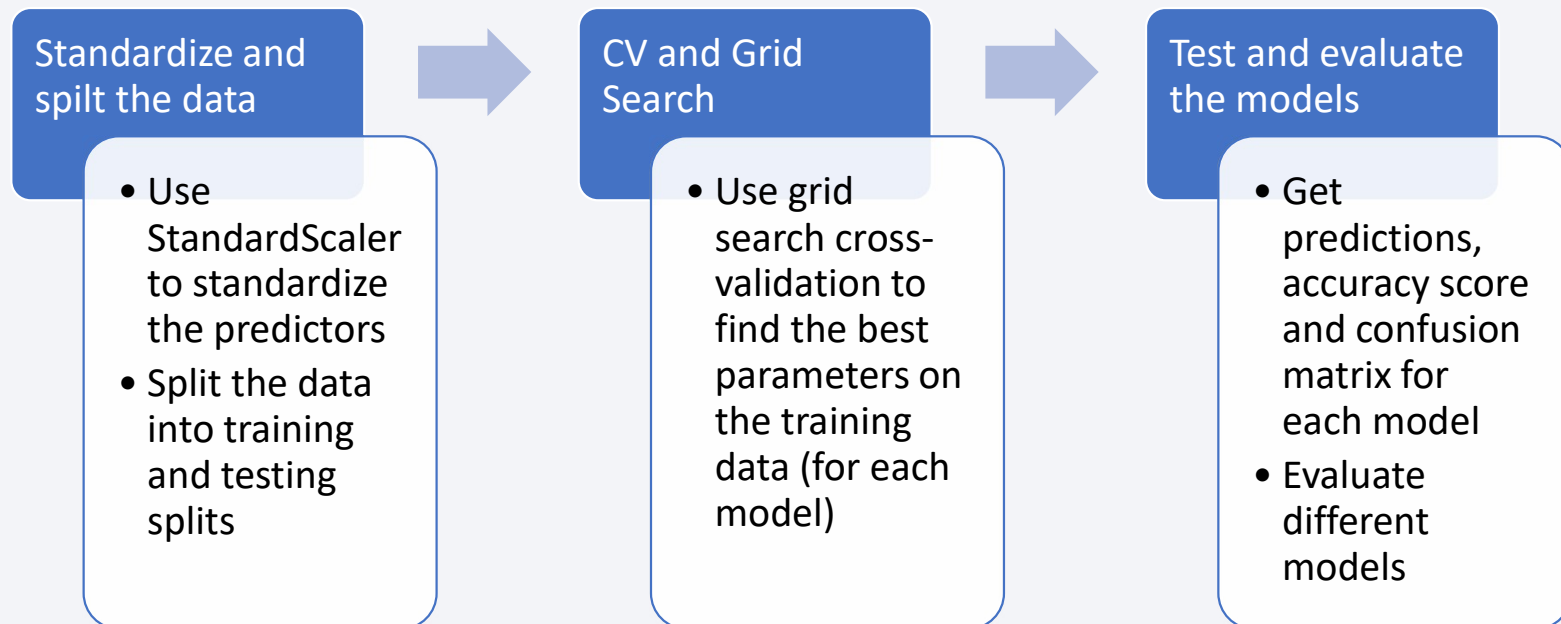 Standardize and
spilt the data
• Use
StandardScaler
to standardize
the predictors
• Split the data
into training
and testing
splits
CV and Grid
Search
• Use grid
search cross-
validation to
find the best
parameters on
the training
data (for each
model)
Test and evaluate
the models
• Get
predictions,
accuracy score
and confusion
matrix for
each model
• Evaluate
different
models